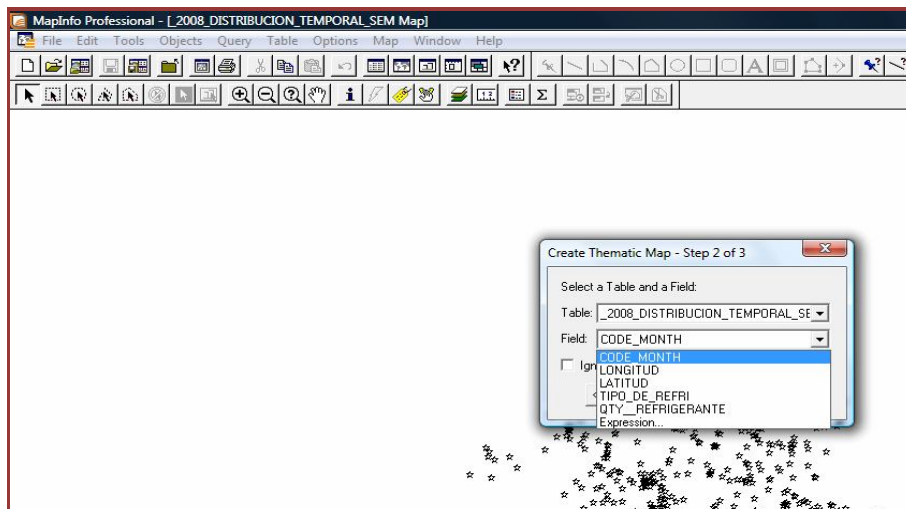 MapInfo Professional - [_2008_DISTRIBUCION_TEMPORAL_SEM Map]
File Edit Tools Objects Query Table Options Map Window Help
Create Thematic Map - Step 2 of 3
Select a Table and a Field:
Table: _2008_DISTRIBUCION_TEMPORAL_SE
Field: CODE_MONTH
CODE_MONTH
Ign
LONGITUD
LATITUD
TIPO_DE_REFRI
QTY__REFRIGERANTE
Expression...